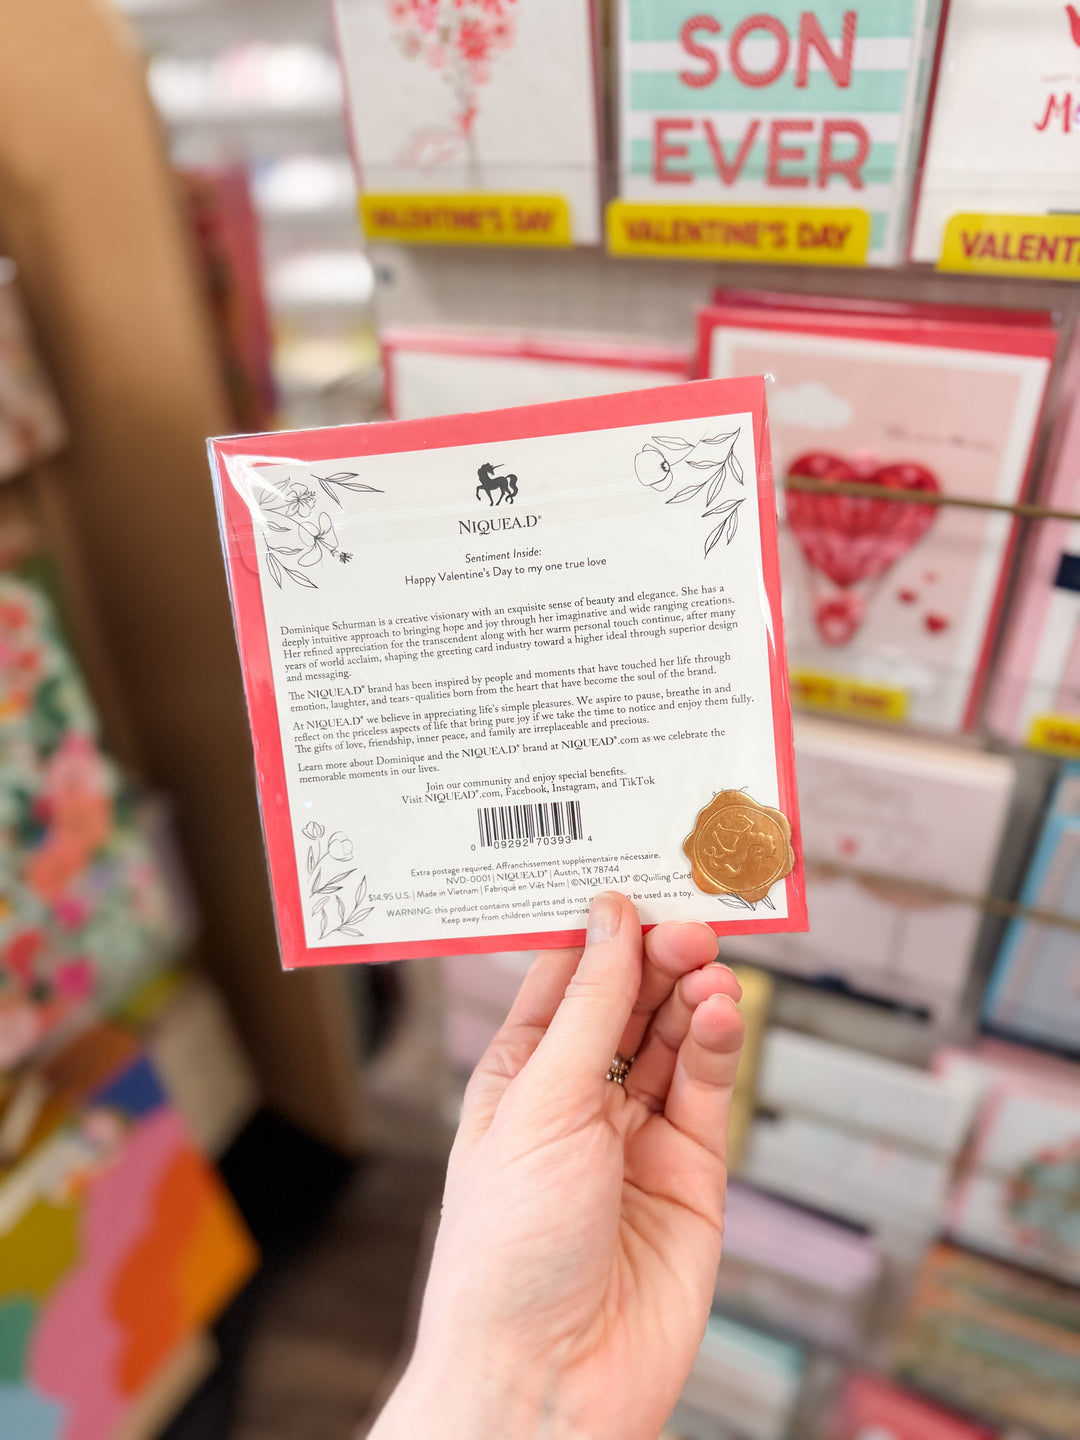 SON
EVER
VALENTINE'S DAY
VALENTINE'S DAY
VALENT
NIQUEA.D®
Sentiment Inside:
Happy Valentine's Day to my one true love
Dominique Schurman is a creative visionary with an exquisite sense of beauty and elegance. She has a
deeply intuitive approach to bringing hope and joy through her imaginative and wide ranging creations.
Her refined appreciation for the transcendent along with her warm personal touch continue, after many
years of world acclaim, shaping the greeting card industry toward a higher ideal through superior design
and messaging.
The NIQUEA.D® brand has been inspired by people and moments that have touched her life through
emotion, laughter, and tears-qualities born from the heart that have become the soul of the brand.
At NIQUEA.D® we believe in appreciating life's simple pleasures. We aspire to pause, breathe in and
reflect on the priceless aspects of life that bring pure joy if we take the time to notice and enjoy them fully.
The gifts of love, friendship, inner peace, and family are irreplaceable and precious.
Learn more about Dominique and the NIQUEA.D® brand at NIQUEAD®.com as we celebrate the
memorable moments in our lives.
Join our community and enjoy special benefits.
Visit NIQUEAD®.com, Facebook, Instagram, and TikTok
0 09292 70393 4
Extra postage required. Affranchissement supplémentaire nécessaire.
NVD-0001 | NIQUEA.D® | Austin, TX 78744
$14.95 U.S. | Made in Vietnam | Fabriqué en Viêt Nam | ©NIQUEA.D® ©Quilling Card
WARNING: this product contains small parts and is not be used as a toy.
Keep away from children unless